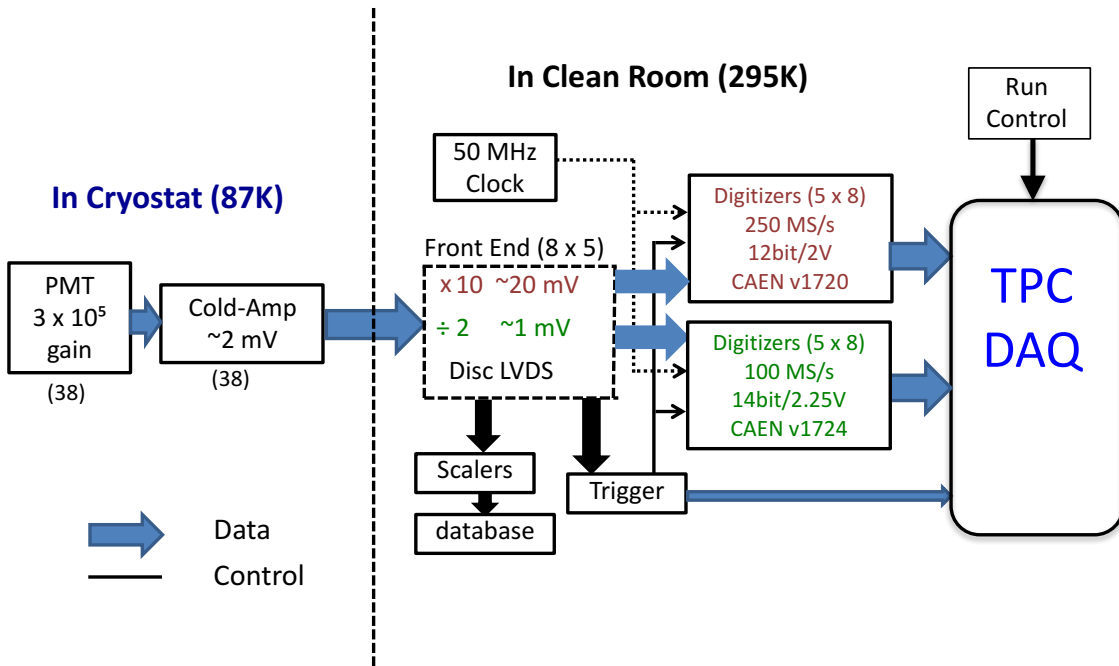 In Cryostat (87K)
PMT
3 x 10⁵
gain
(38)
Cold-Amp
~2 mV
(38)
Data
Control
In Clean Room (295K)
50 MHz
Clock
Front End (8 x 5)
x 10 ~20 mV
÷ 2 ~1 mV
Disc LVDS
Scalers
database
Trigger
Digitizers (5 x 8)
250 MS/s
12bit/2V
CAEN v1720
Digitizers (5 x 8)
100 MS/s
14bit/2.25V
CAEN v1724
Run
Control
TPC
DAQ